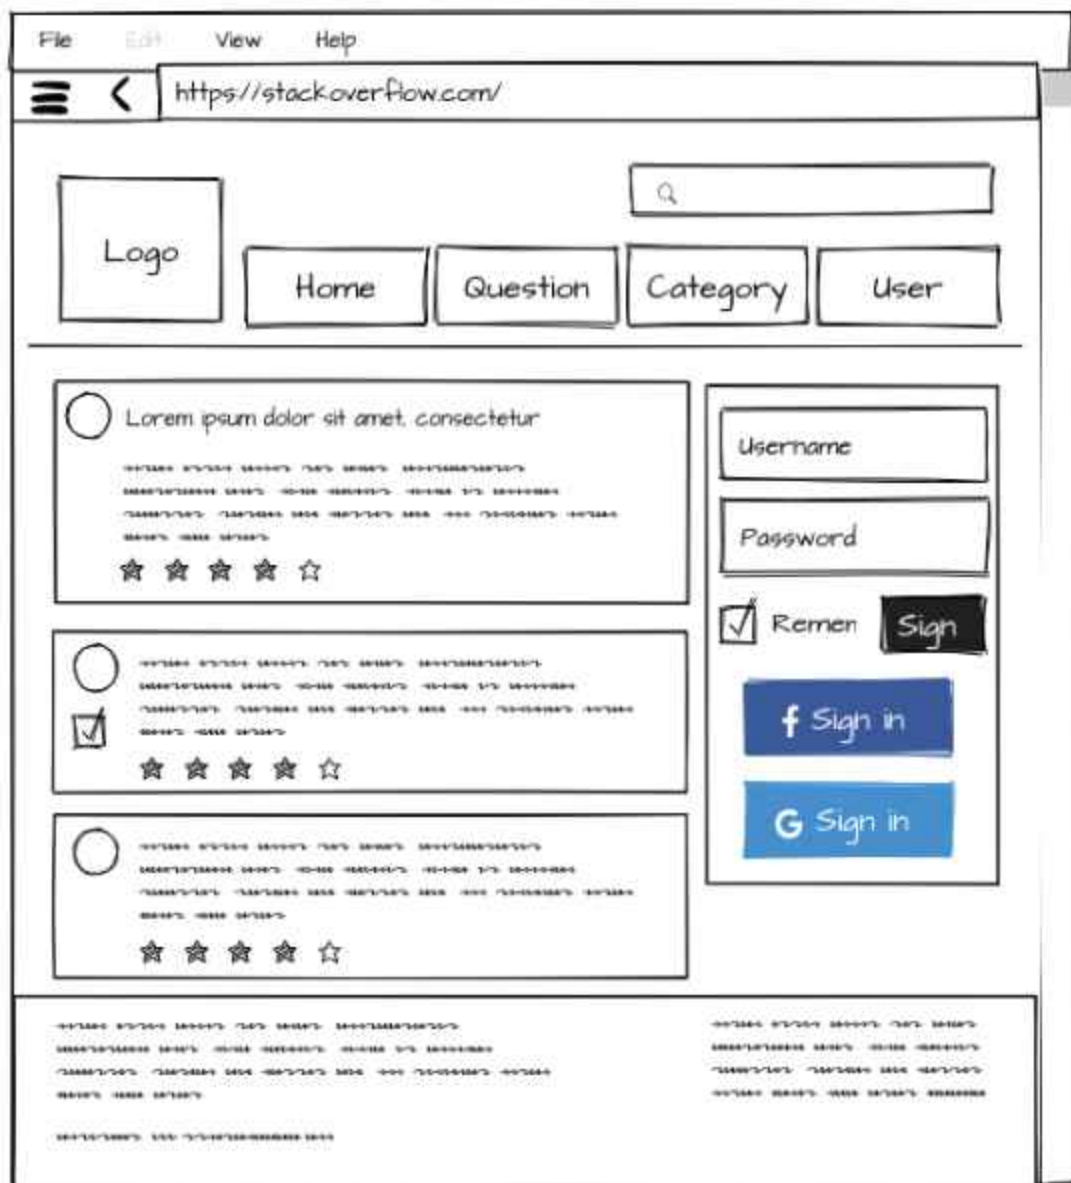 File Edit View Help
https://stackoverflow.com/
Logo
Home Question Category User
Lorem ipsum dolor sit amet, consectetur
Username
Password
Remem Sign
f Sign in
G Sign in